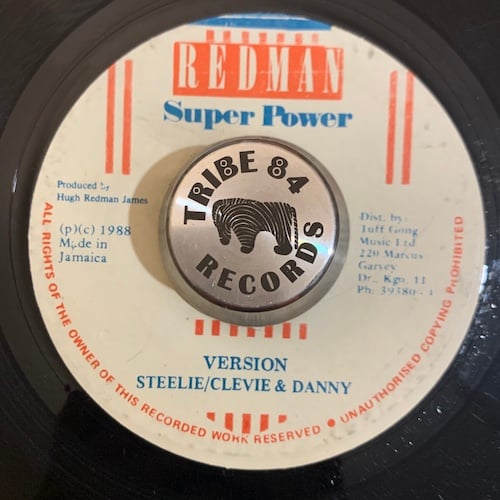 REDMAN
Super Power
TRIBE 84
RECORDS
Produced by
Hugh Redman James
(p)(c) 1988
Made in
Jamaica
Dist. by:
Tuff Gong
Music Ltd
220 Marcus
Garvey
Dr., Kgn. 11
Ph: 39380
VERSION
STEELIE/CLEVIE & DANNY
ALL RIGHTS OF THE OWNER OF THIS RECORDED WORK RESERVED ● UNAUTHORISED COPYING PROHIBITED